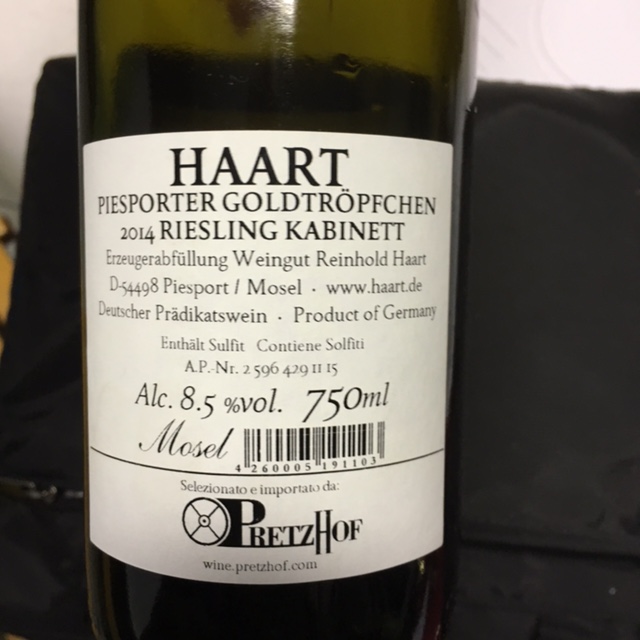 HAART
PIESPORTER GOLDTRÖPFCHEN
2014 RIESLING KABINETT
Erzeugerabfüllung Weingut Reinhold Haart
D-54498 Piesport / Mosel · www.haart.de
Deutscher Prädikatswein · Product of Germany
Enthält Sulfit Contiene Solfiti
A.P.-Nr. 2 596 429 11 15
Alc. 8.5 %vol. 750ml
Mosel
4 260005 191103
Selezionato e importato da:
PRETZHOF
wine.pretzhof.com